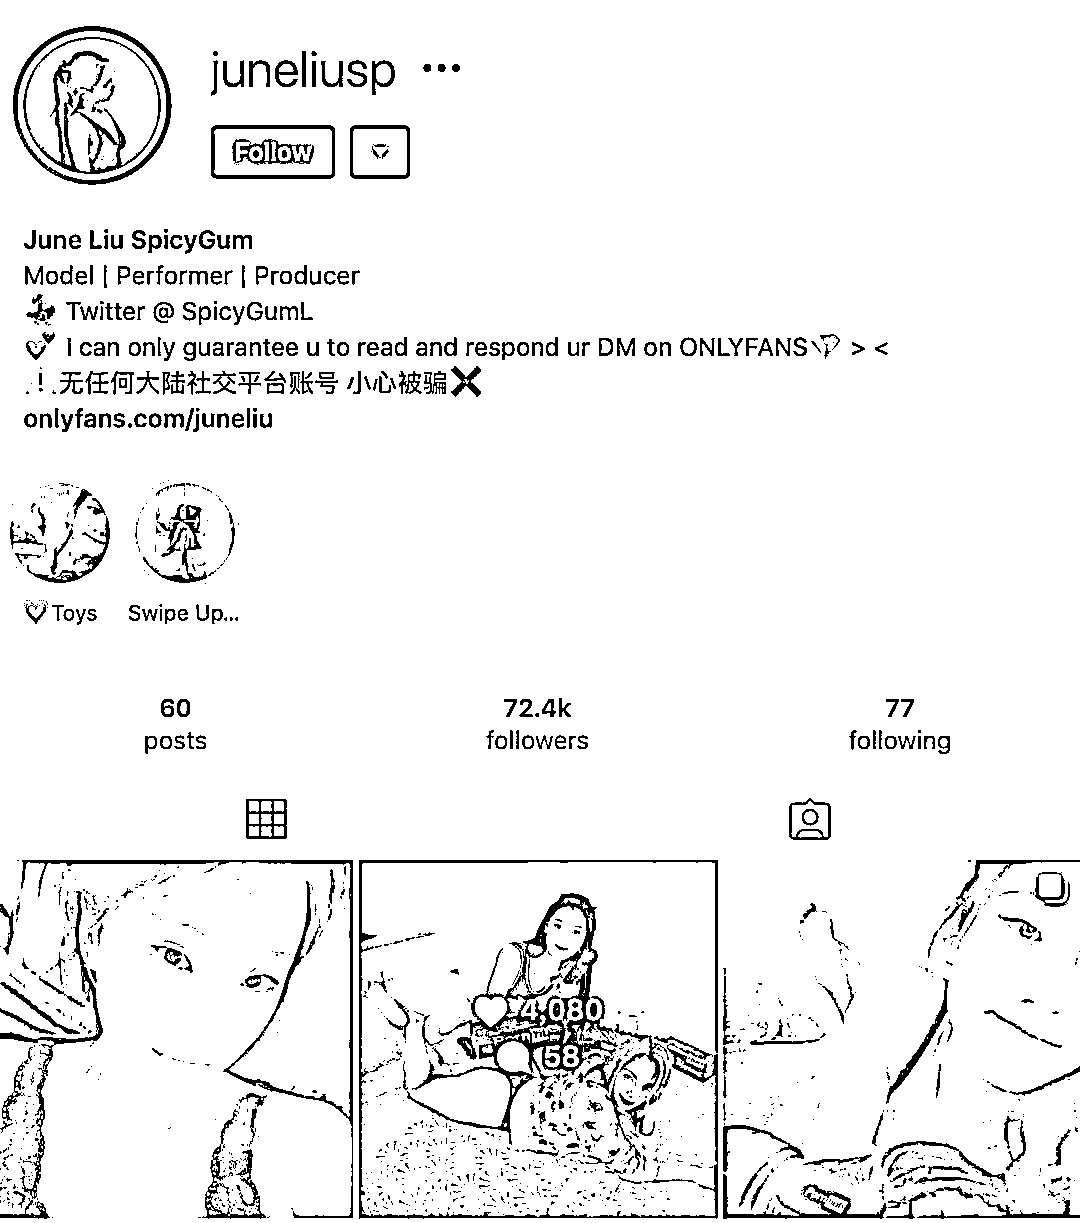 juneliusp •••
Follow
June Liu SpicyGum
Model | Performer | Producer
Twitter @ SpicyGumL
I can only guarantee u to read and respond ur DM on ONLYFANS > <
! 无任何大陆社交平台账号 小心被骗❌
onlyfans.com/juneliu
Toys
Swipe Up...
60
posts
72.4k
followers
77
following
4,080
58